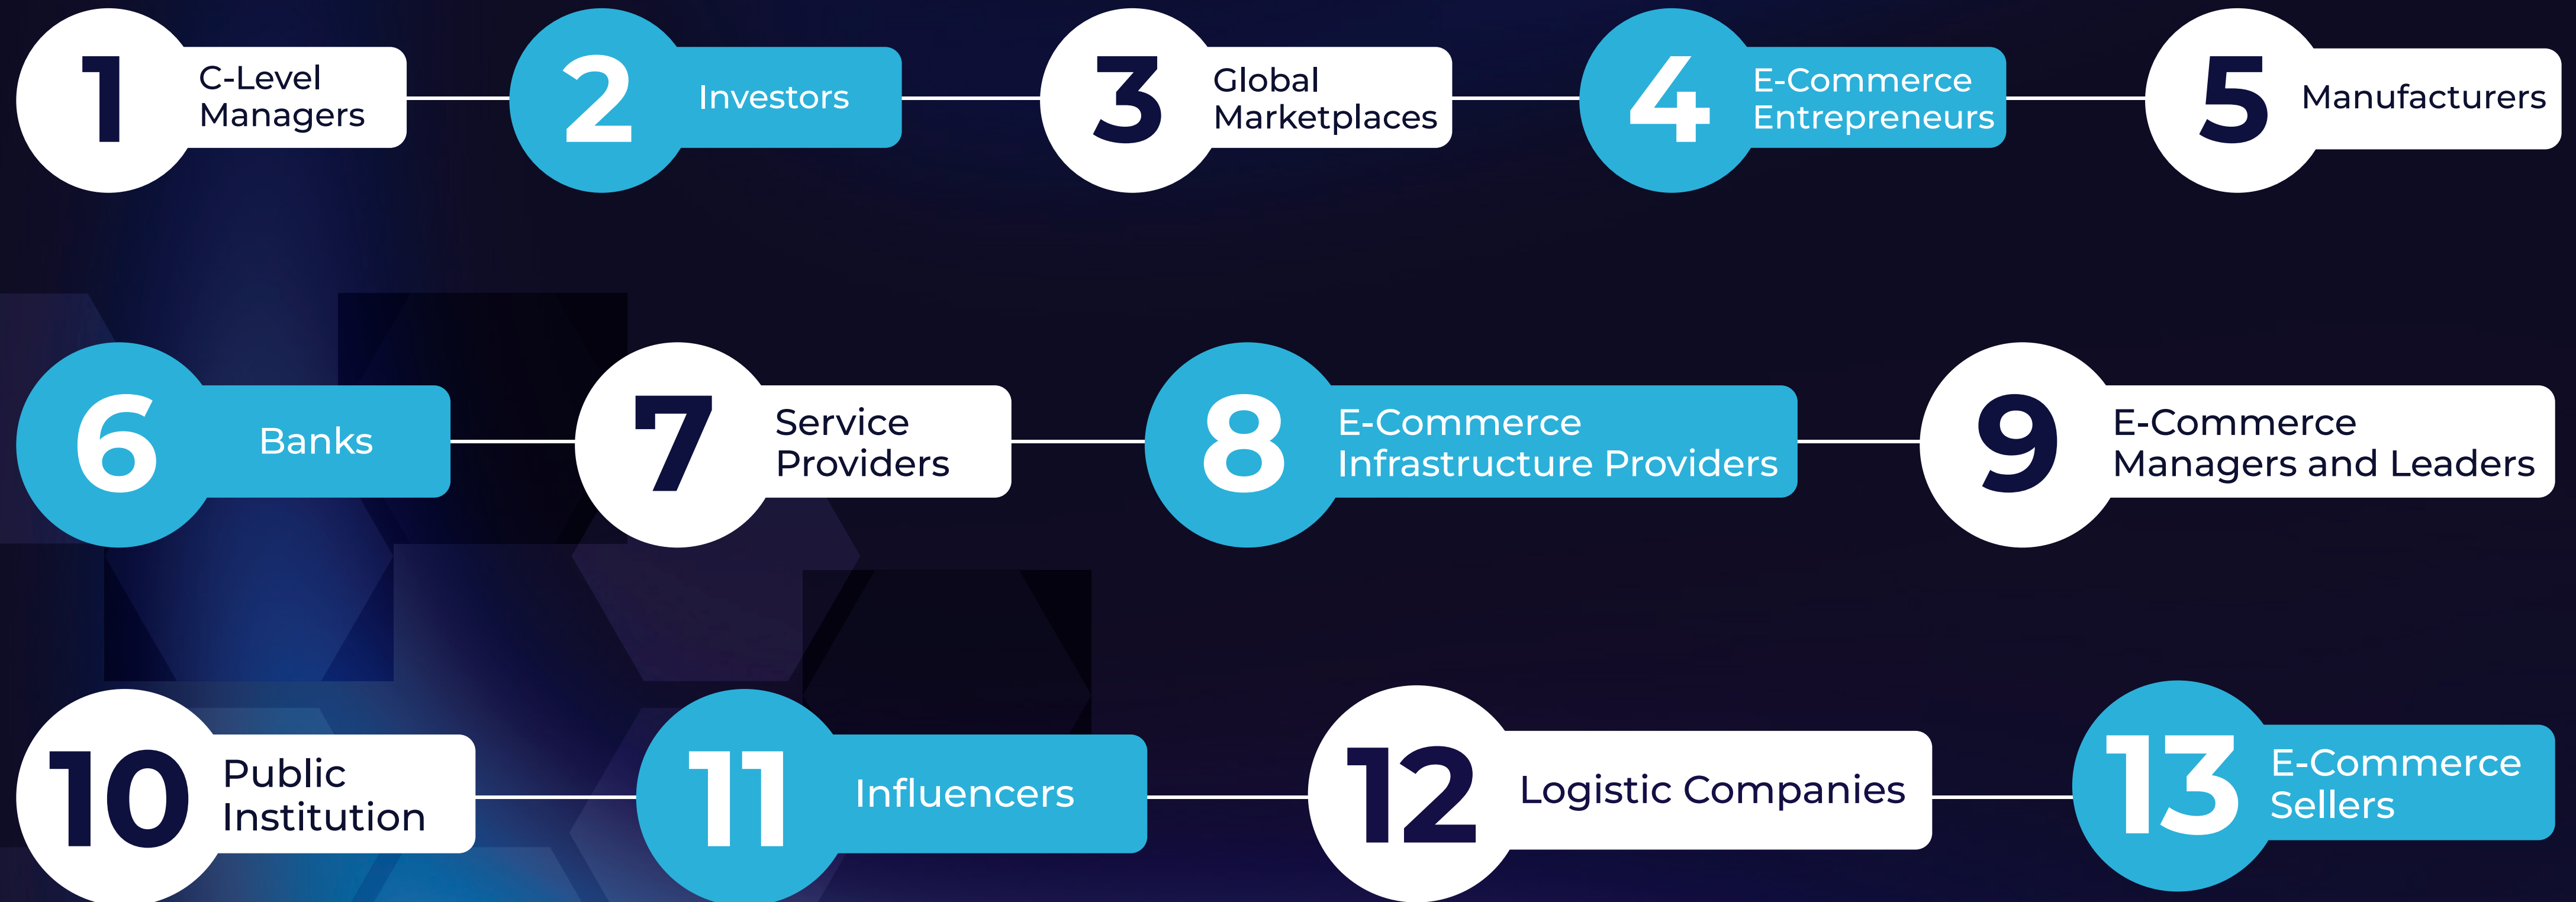 1
C-Level
Managers
2
Investors
3
Global
Marketplaces
4
E-Commerce
Entrepreneurs
5
Manufacturers
6
Banks
7
Service
Providers
8
E-Commerce
Infrastructure Providers
9
E-Commerce
Managers and Leaders
10
Public
Institution
11
Influencers
12
Logistic Companies
13
E-Commerce
Sellers